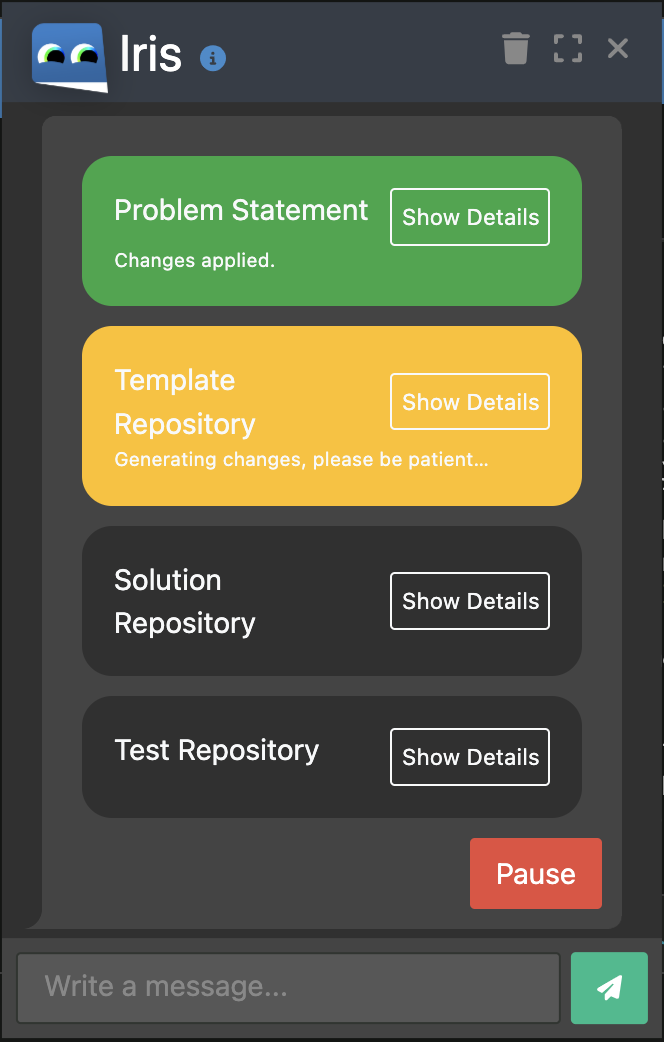 Iris
Problem Statement
Show Details
Changes applied.
Template
Repository
Show Details
Generating changes, please be patient...
Solution
Repository
Show Details
Test Repository
Show Details
Pause
Write a message...